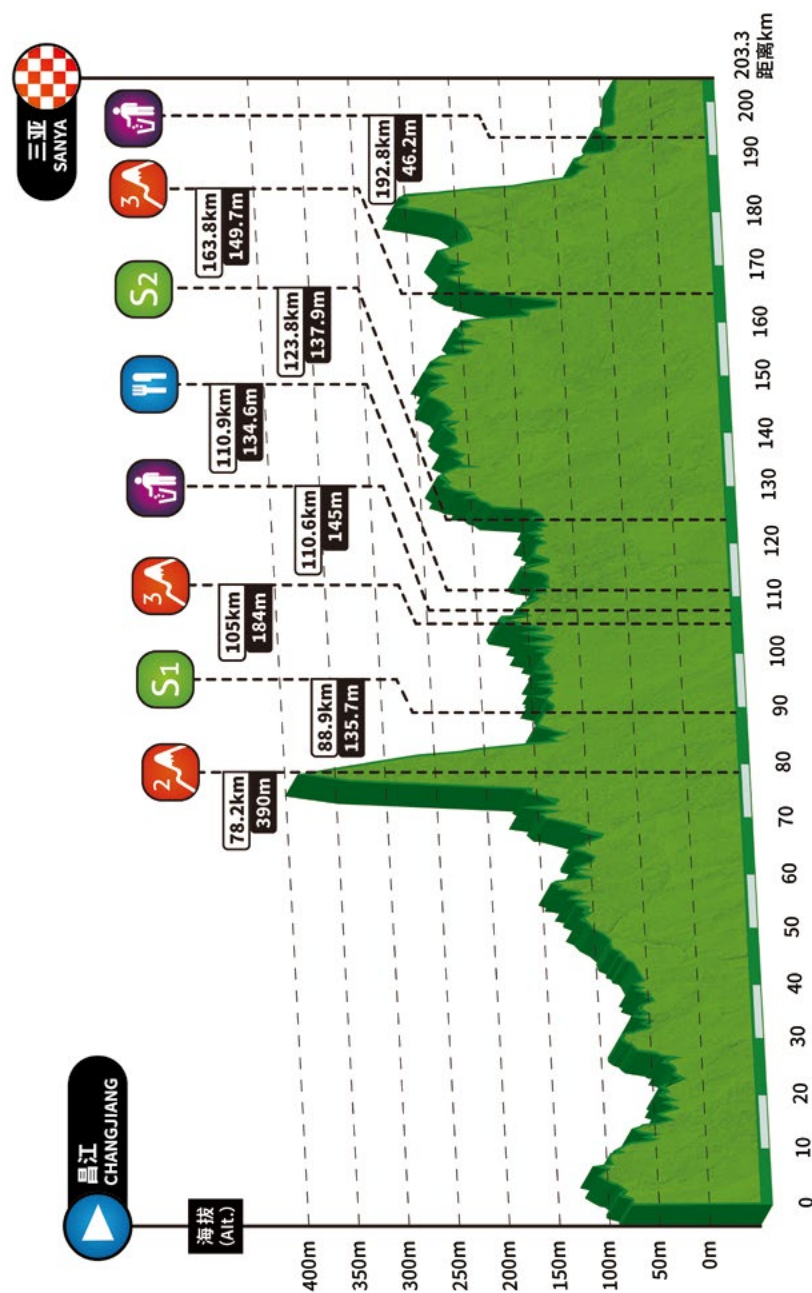 昌江
CHANGJIANG
三亚
SANYA
海拔
(Alt.)
400m
350m
300m
250m
200m
150m
100m
50m
0m
2
78.2km
390m
S1
88.9km
135.7m
3
105km
184m
110.6km
145m
110.9km
134.6m
S2
123.8km
137.9m
3
163.8km
149.7m
192.8km
46.2m
0
10
20
30
40
50
60
70
80
90
100
110
120
130
140
150
160
170
180
190
200
203.3
距离km